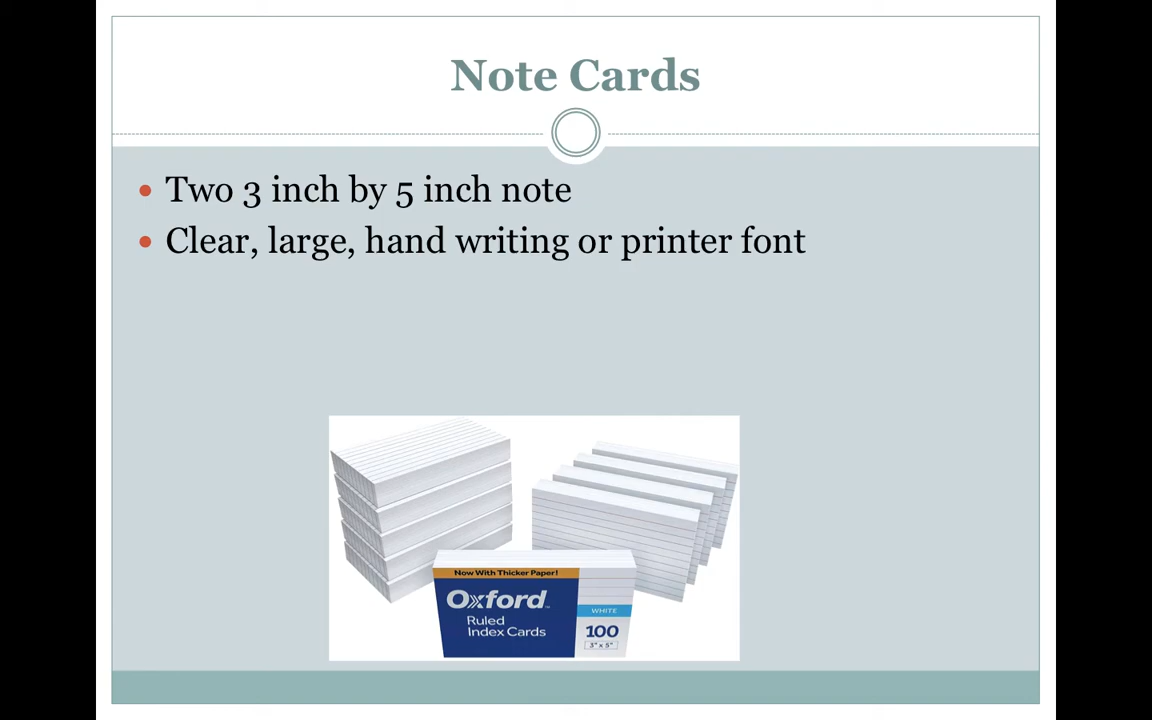 Note Cards
Two 3 inch by 5 inch note
Clear, large, hand writing or printer font
Now With Thicker Paper!
Oxford
Ruled
Index Cards
WHITE
100
3" x 5"